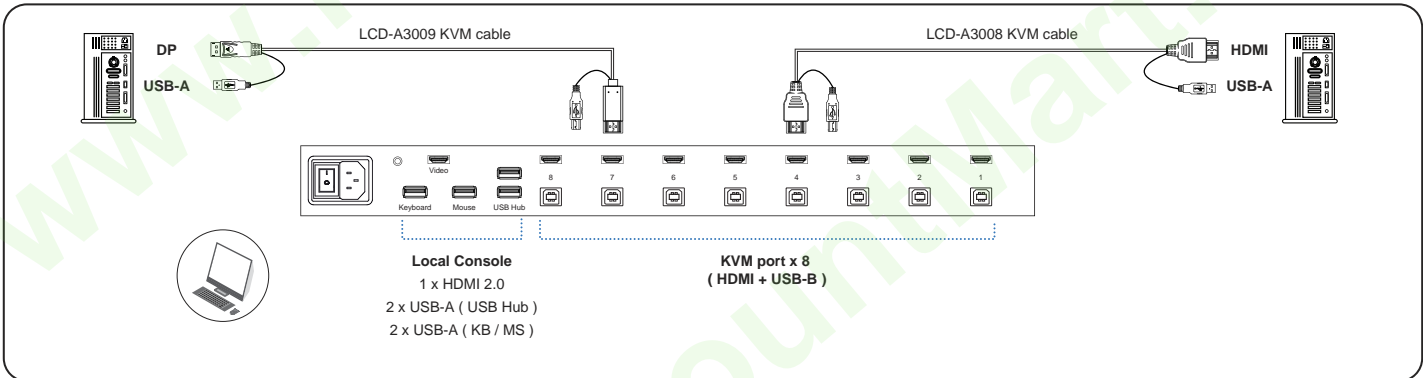 LCD-A3009 KVM cable
LCD-A3008 KVM cable
DP
USB-A
HDMI
USB-A
Video
8 7 6 5 4 3 2 1
Keyboard Mouse USB Hub
Local Console
1 x HDMI 2.0
2 x USB-A ( USB Hub )
2 x USB-A ( KB / MS )
KVM port x 8
( HDMI + USB-B )